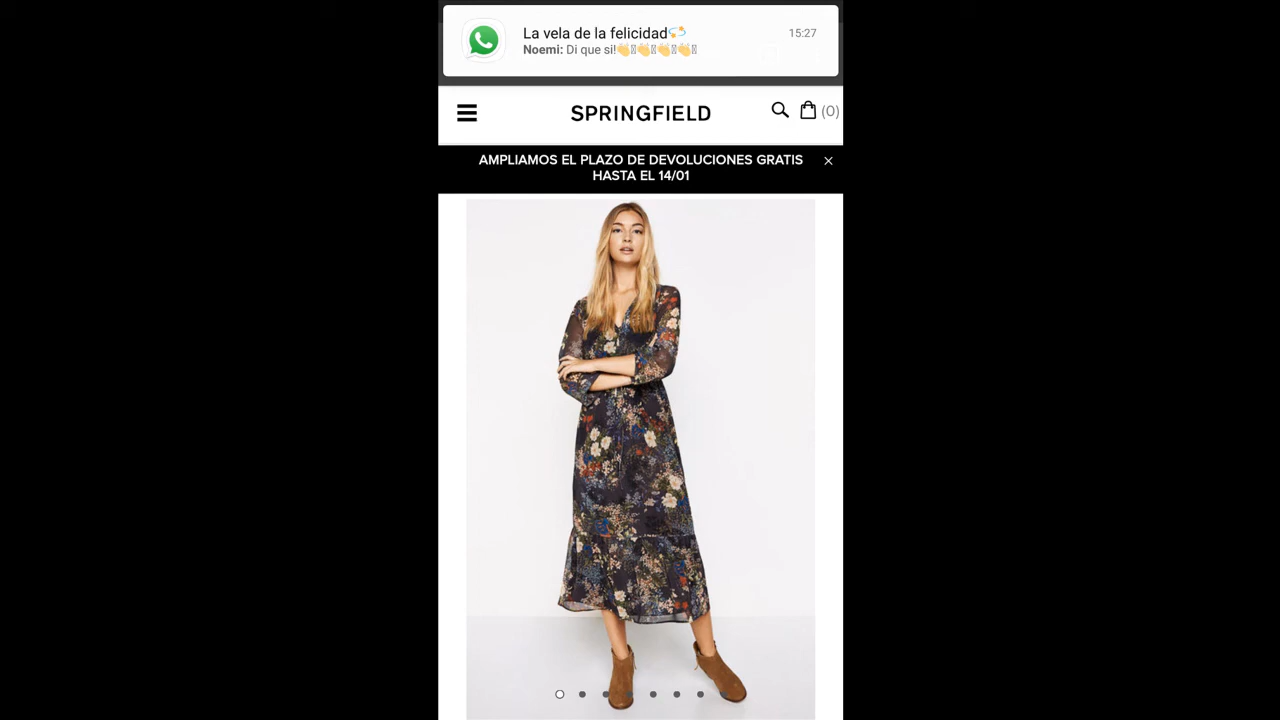 La vela de la felicidad💫
15:27
Noemi: Di que si!👏👏👏👏
SPRINGFIELD
(0)
AMPLIAMOS EL PLAZO DE DEVOLUCIONES GRATIS
HASTA EL 14/01